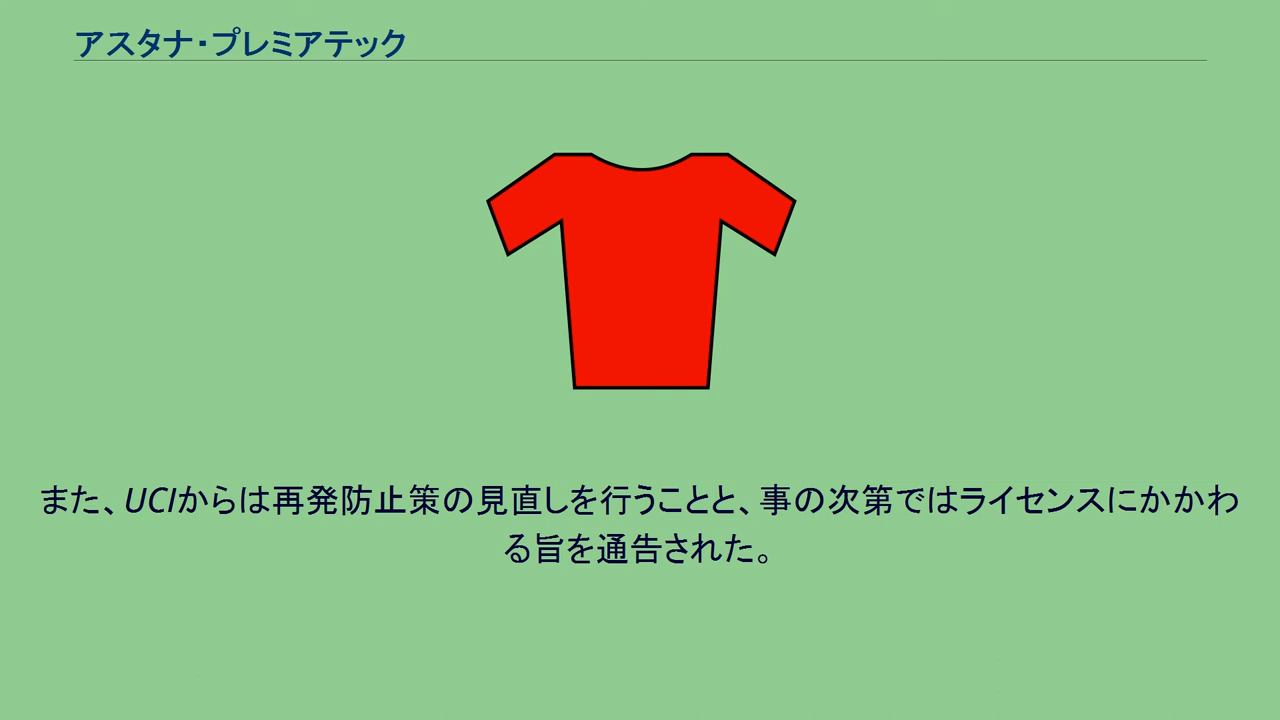 アスタナ・プレミアテック
また、UCIからは再発防止策の見直しを行うことと、事の次第ではライセンスにかかわ
る旨を通告された。